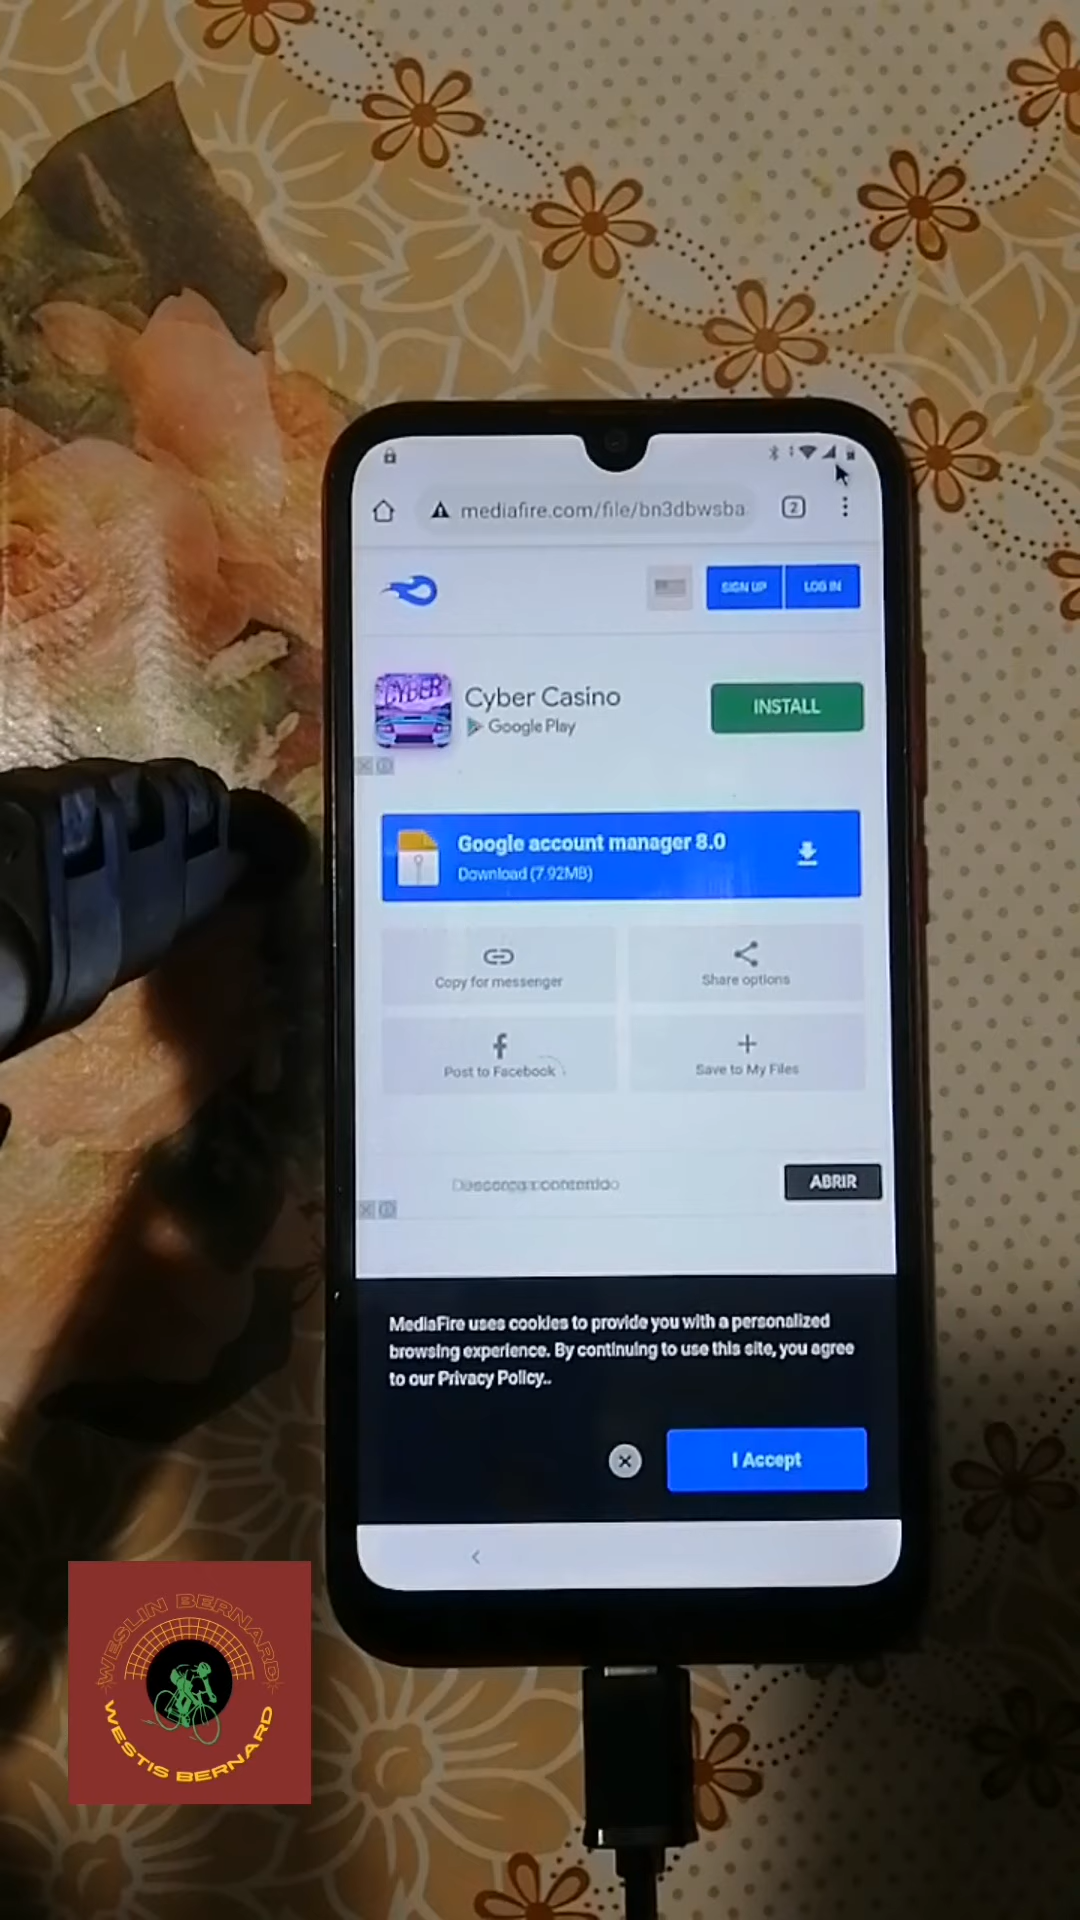 mediafire.com/file/bn3dbwsba
2
SIGN UP
LOG IN
CYBER
Cyber Casino
Google Play
INSTALL
Google account manager 8.0
Download (7.92MB)
Copy for messenger
Share options
Post to Facebook
Save to My Files
ABRIR
MediaFire uses cookies to provide you with a personalized
browsing experience. By continuing to use this site, you agree
to our Privacy Policy..
I Accept
WESLIN BERNARD
WESTIS BERNARD